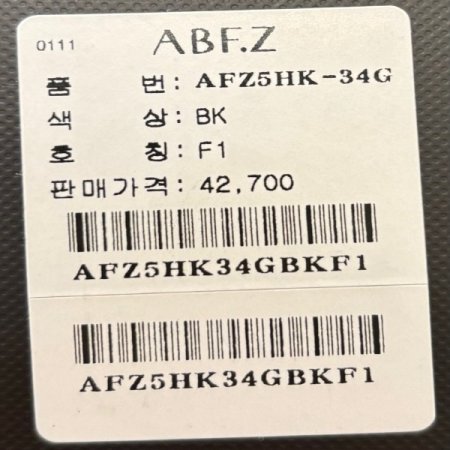 0111 ABF.Z
품 번: AFZ5HK-34G
색 상: BK
호 칭: F1
판매가격: 42,700
AFZ5HK34GBKF1
AFZ5HK34GBKF1